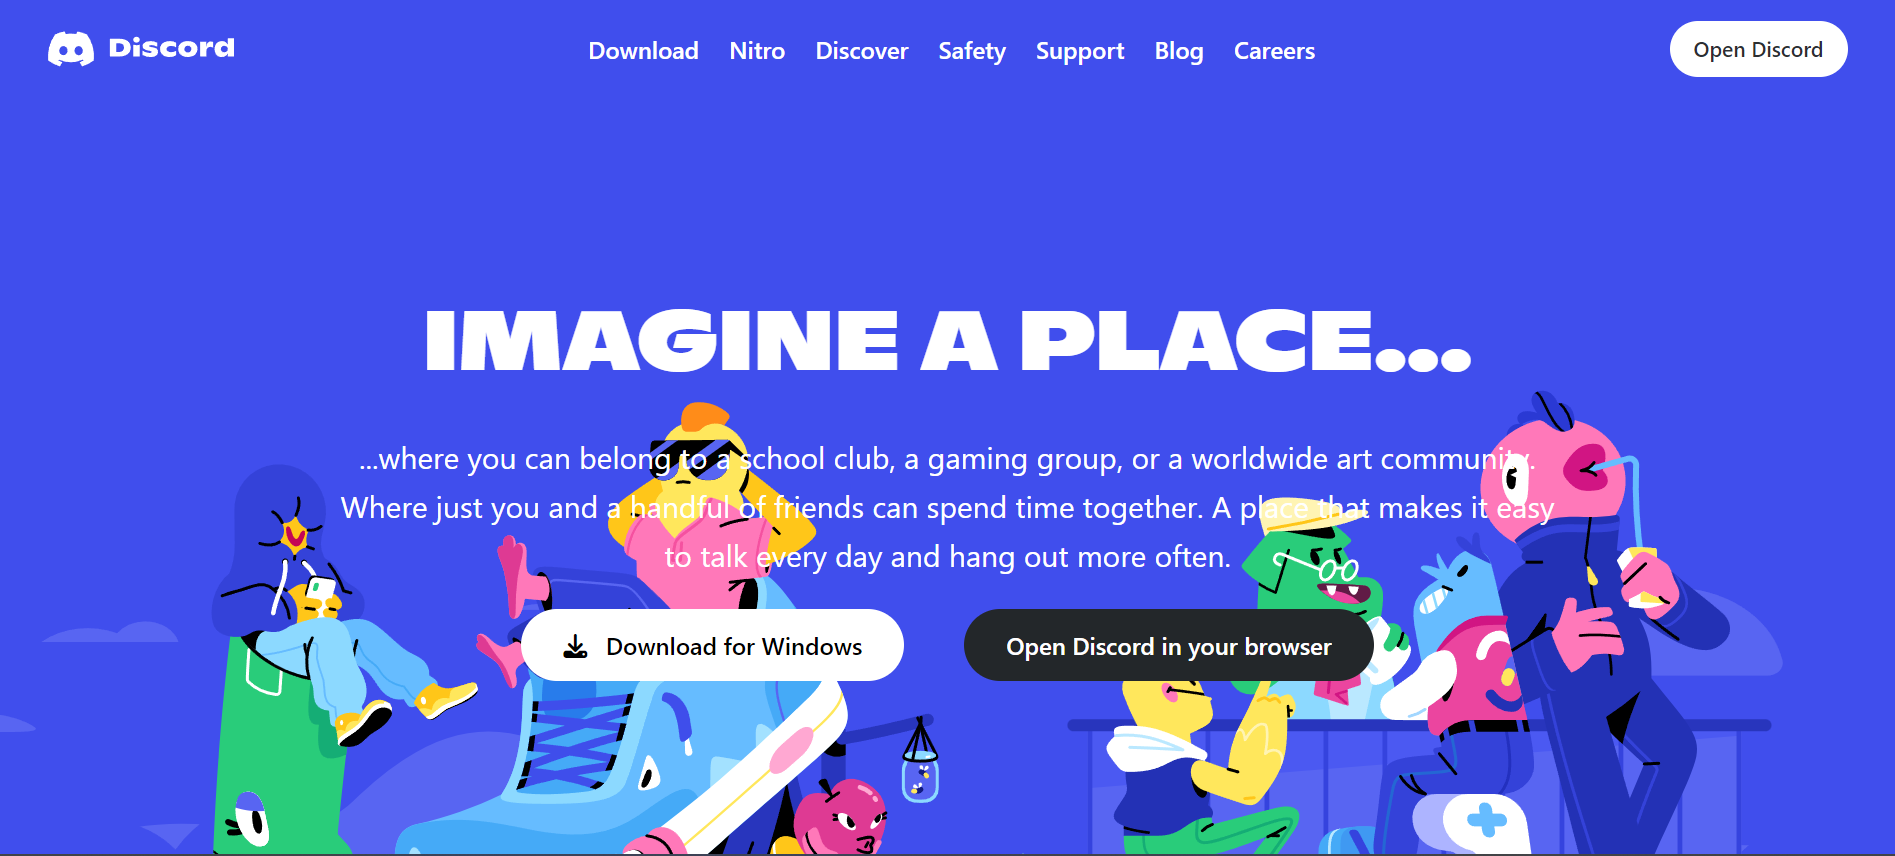 Discord
Download Nitro Discover Safety Support Blog Careers
Open Discord
IMAGINE A PLACE...
...where you can belong to a school club, a gaming group, or a worldwide art community.
Where just you and a handful of friends can spend time together. A place that makes it easy
to talk every day and hang out more often.
Download for Windows
Open Discord in your browser